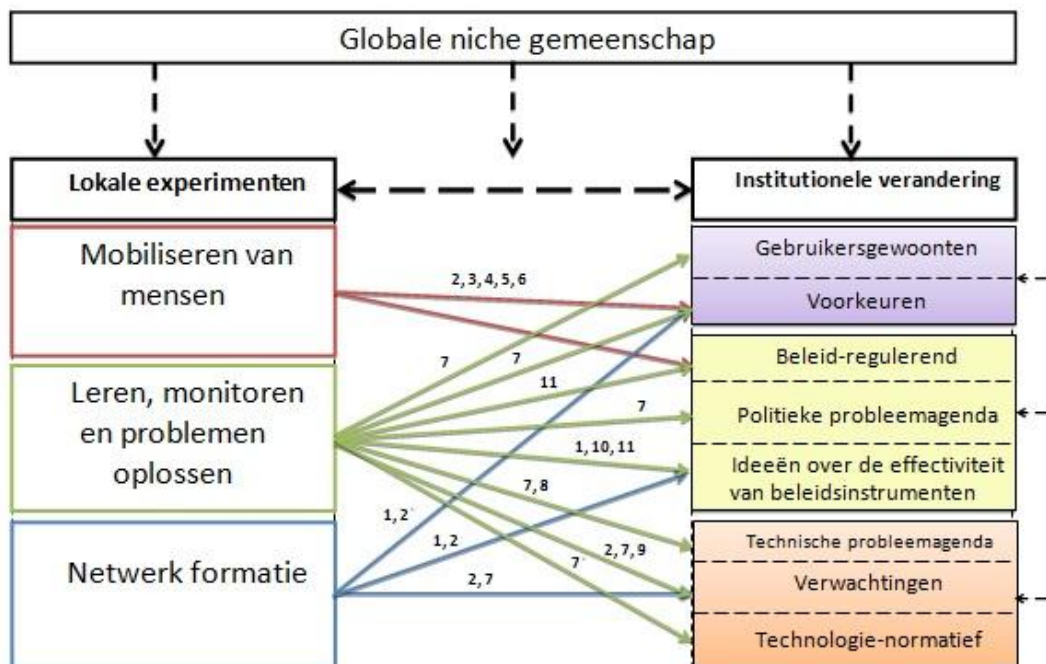 Globale niche gemeenschap
Lokale experimenten
Institutionele verandering
Mobiliseren van
mensen
Leren, monitoren
en problemen
oplossen
Netwerk formatie
2, 3, 4, 5, 6
7
7
11
7
1, 10, 11
7, 8
1, 2
1, 2
2, 7, 9
7
2, 7
Gebruikersgewoonten
Voorkeuren
Beleid-regulerend
Politieke probleemagenda
Ideeën over de effectiviteit
van beleidsinstrumenten
Technische probleemagenda
Verwachtingen
Technologie-normatief